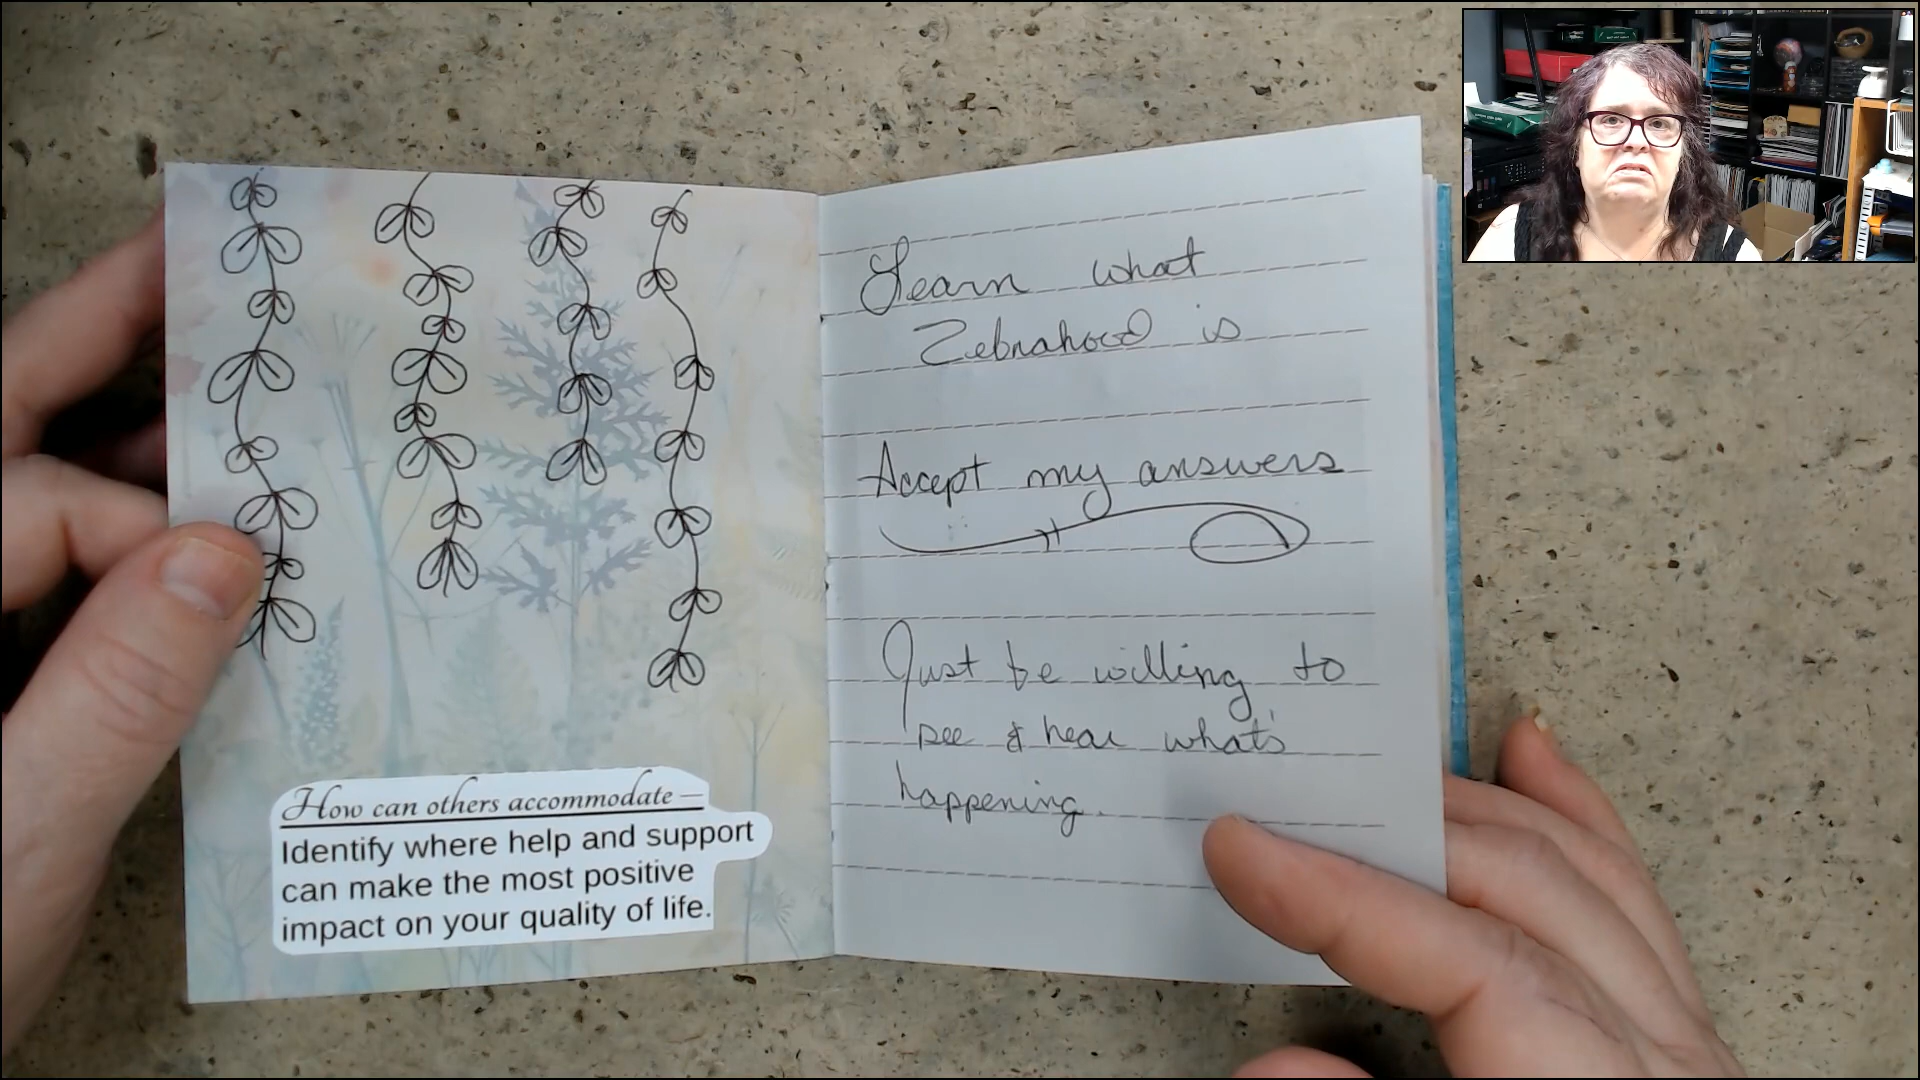 How can others accommodate —
Identify where help and support
can make the most positive
impact on your quality of life.
Learn what
Zebrahood is
Accept my answers
Just be willing to
see & hear what's
happening.